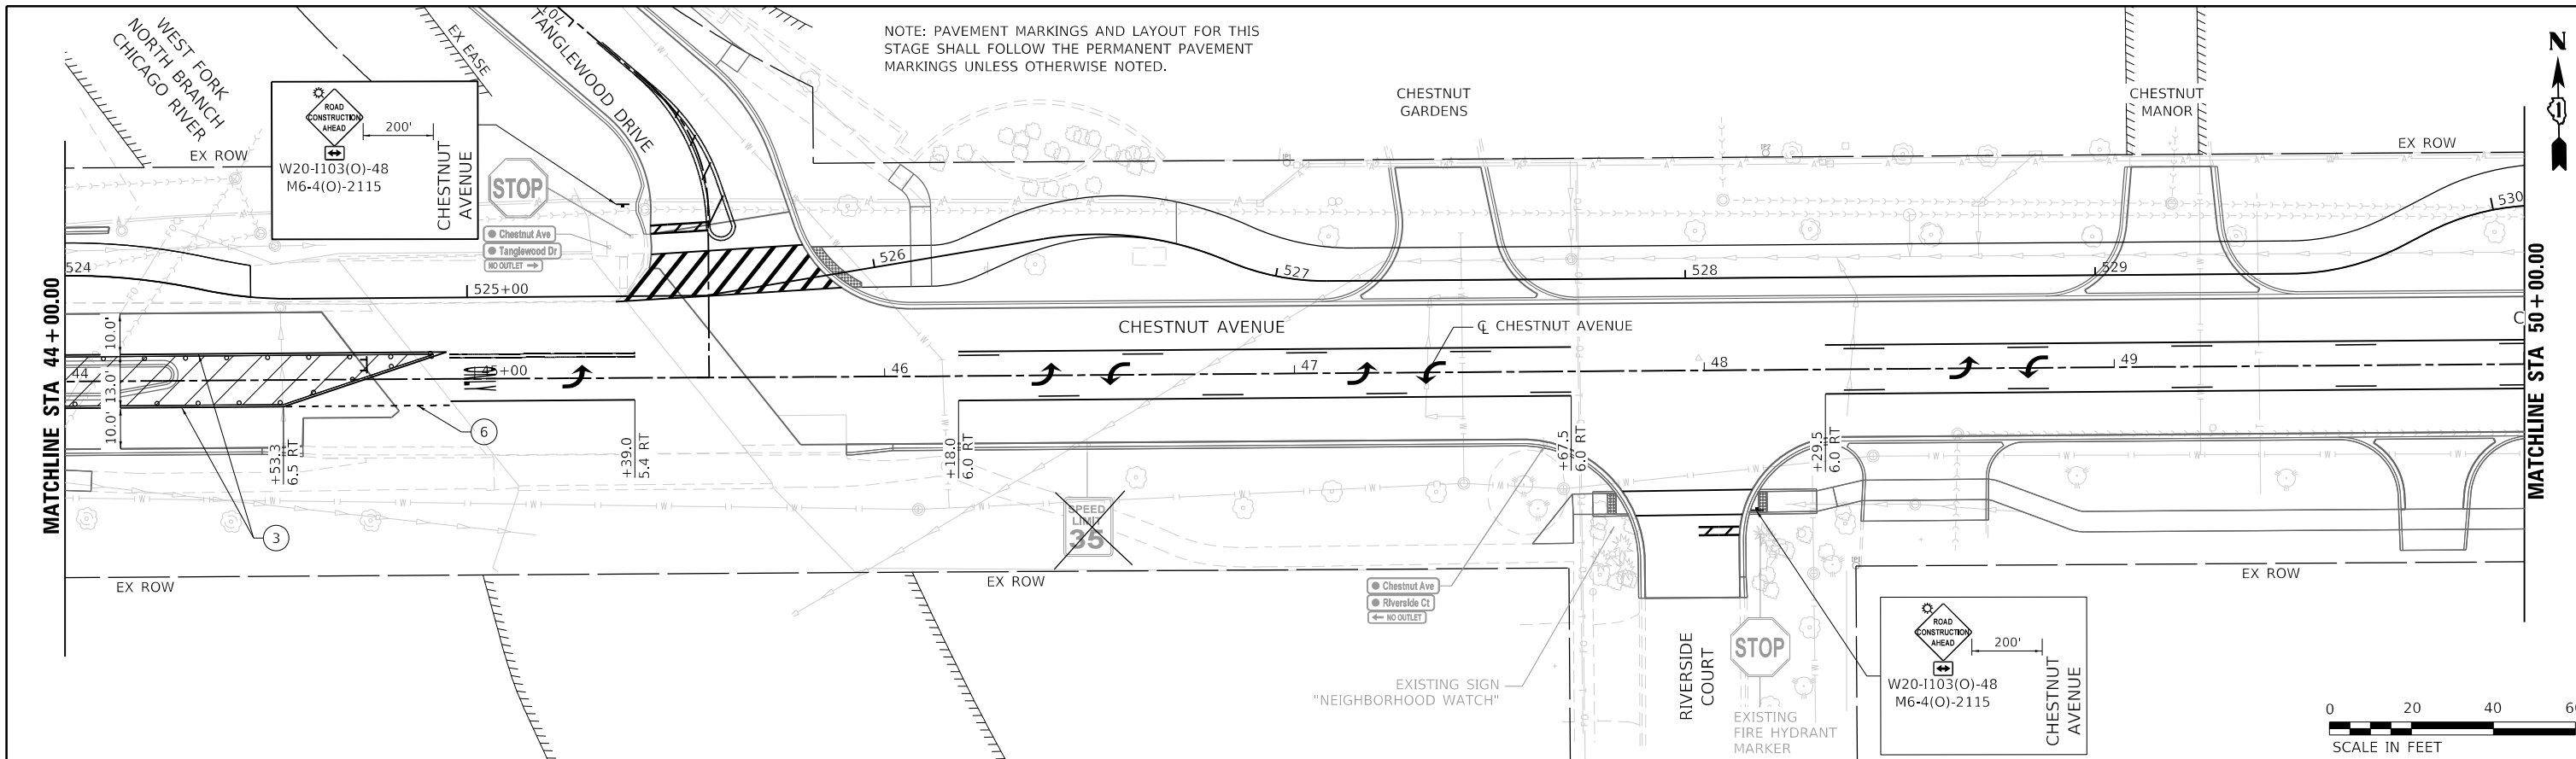 WEST FORK
NORTH BRANCH
CHICAGO RIVER
EX EASE
TANGLEWOOD DRIVE
NOTE: PAVEMENT MARKINGS AND LAYOUT FOR THIS
STAGE SHALL FOLLOW THE PERMANENT PAVEMENT
MARKINGS UNLESS OTHERWISE NOTED.
CHESTNUT
GARDENS
CHESTNUT
MANOR
N
EX ROW
EX ROW
ROAD
CONSTRUCTION
AHEAD
200'
W20-I103(O)-48
M6-4(O)-2115
CHESTNUT
AVENUE
STOP
Chestnut Ave
Tanglewood Dr
NO OUTLET
MATCHLINE STA 44+00.00
524
525+00
526
527
528
529
530
MATCHLINE STA 50+00.00
CHESTNUT AVENUE
℄ CHESTNUT AVENUE
C
10.0'
13.0'
10.0'
44
45+00
46
47
48
49
6
3
+53.3
6.5 RT
+39.0
5.4 RT
+18.0
6.0 RT
+67.5
6.0 RT
+29.5
6.0 RT
SPEED
LIMIT
35
EX ROW
EX ROW
EX ROW
Chestnut Ave
Riverside Ct
NO OUTLET
EXISTING SIGN
"NEIGHBORHOOD WATCH"
RIVERSIDE
COURT
STOP
EXISTING
FIRE HYDRANT
MARKER
ROAD
CONSTRUCTION
AHEAD
200'
W20-I103(O)-48
M6-4(O)-2115
CHESTNUT
AVENUE
0 20 40
SCALE IN FEET